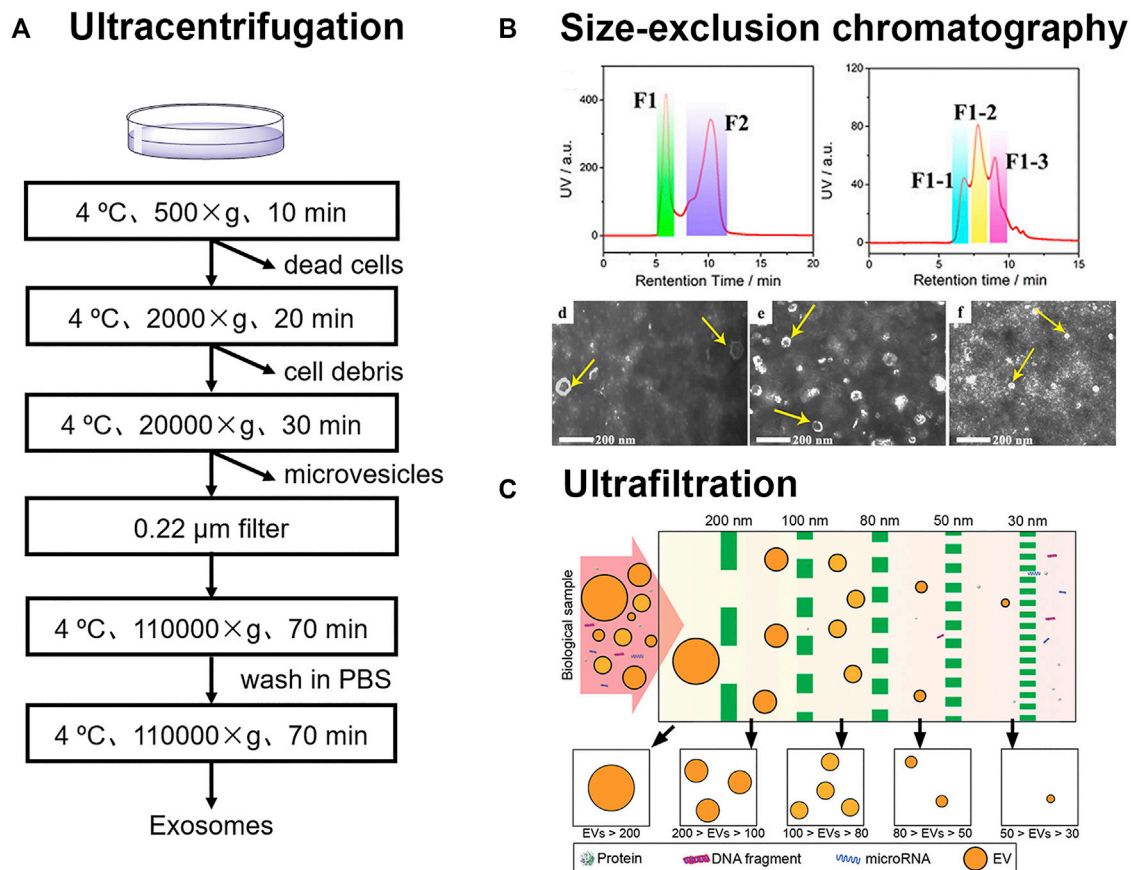 A Ultracentrifugation
4 ºC、500×g、10 min
dead cells
4 ºC、2000×g、20 min
cell debris
4 ºC、20000×g、30 min
microvesicles
0.22 µm filter
4 ºC、110000×g、70 min
wash in PBS
4 ºC、110000×g、70 min
Exosomes
B Size-exclusion chromatography
UV / a.u.
400
200
0
F1
F2
0 5 10 15 20
Rentention Time / min
UV / a.u.
120
80
40
0
F1-1
F1-2
F1-3
0 5 10 15
Retention time / min
d
200 nm
e
200 nm
f
200 nm
C Ultrafiltration
200 nm 100 nm 80 nm 50 nm 30 nm
Biological sample
EVs > 200
200 > EVs > 100
100 > EVs > 80
80 > EVs > 50
50 > EVs > 30
Protein DNA fragment microRNA EV